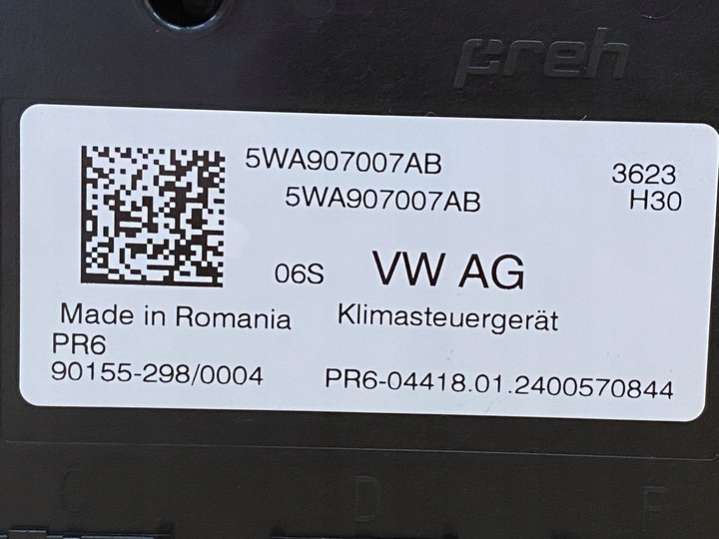 preh
5WA907007AB
3623
5WA907007AB
H30
06S
VW AG
Made in Romania
Klimasteuergerät
PR6
90155-298/0004
PR6-04418.01.2400570844
C
D
F